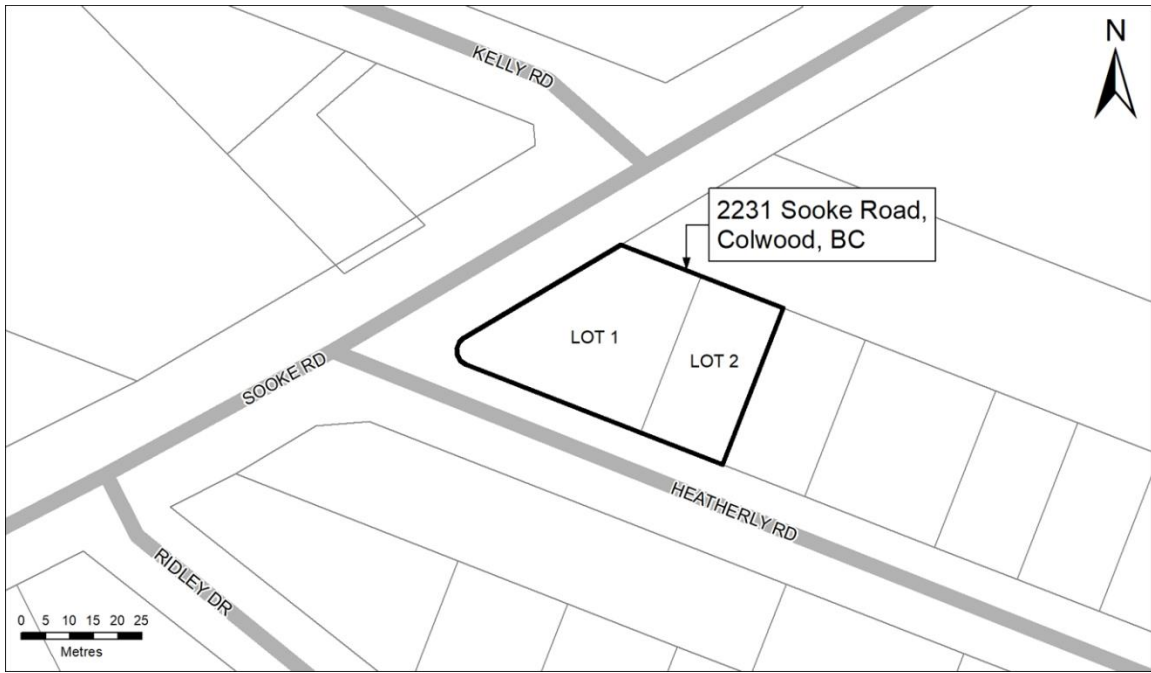 KELLY RD
N
2231 Sooke Road,
Colwood, BC
LOT 1
LOT 2
SOOKE RD
HEATHERLY RD
RIDLEY DR
0 5 10 15 20 25
Metres